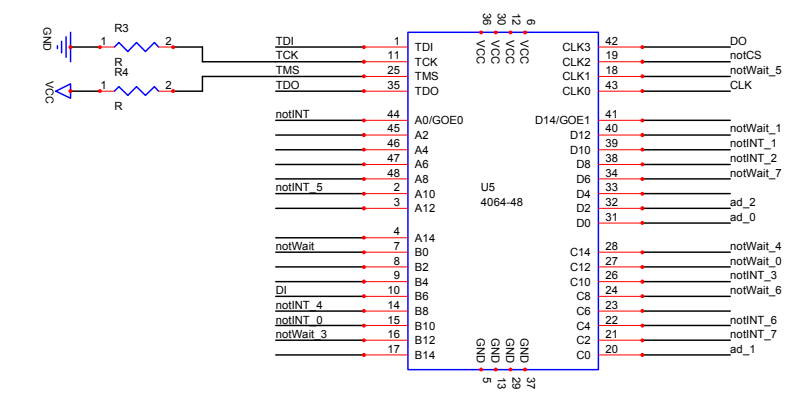 36 30 12 6
R3
GND 1 2
R
R4
VCC 1 2
R
VCC VCC VCC VCC
TDI 1 TDI CLK3 42 DO
TCK 11 TCK CLK2 19 notCS
TMS 25 TMS CLK1 18 notWait_5
TDO 35 TDO CLK0 43 CLK
notINT 44 A0/GOE0 D14/GOE1 41
45 A2 D12 40 notWait_1
46 A4 D10 39 notINT_1
47 A6 D8 38 notINT_2
48 A8 D6 34 notWait_7
notINT_5 2 A10 U5 D4 33
3 A12 4064-48 D2 32 ad_2
D0 31 ad_0
4 A14
notWait 7 B0 C14 28 notWait_4
8 B2 C12 27 notWait_0
9 B4 C10 26 notINT_3
DI 10 B6 C8 24 notWait_6
notINT_4 14 B8 C6 23
notINT_0 15 B10 C4 22 notINT_6
notWait_3 16 B12 C2 21 notINT_7
17 B14 C0 20 ad_1
GND GND GND GND
5 13 29 37